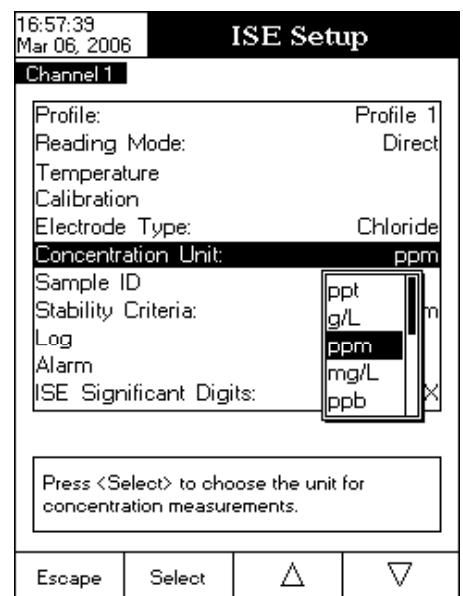 16:57:39
Mar 06, 2006
ISE Setup
Channel 1
Profile: Profile 1
Reading Mode: Direct
Temperature
Calibration
Electrode Type: Chloride
Concentration Unit: ppm
Sample ID
Stability Criteria: m
Log
Alarm
ISE Significant Digits: X
ppt
g/L
ppm
mg/L
ppb
Press <Select> to choose the unit for
concentration measurements.
Escape Select △ ▽